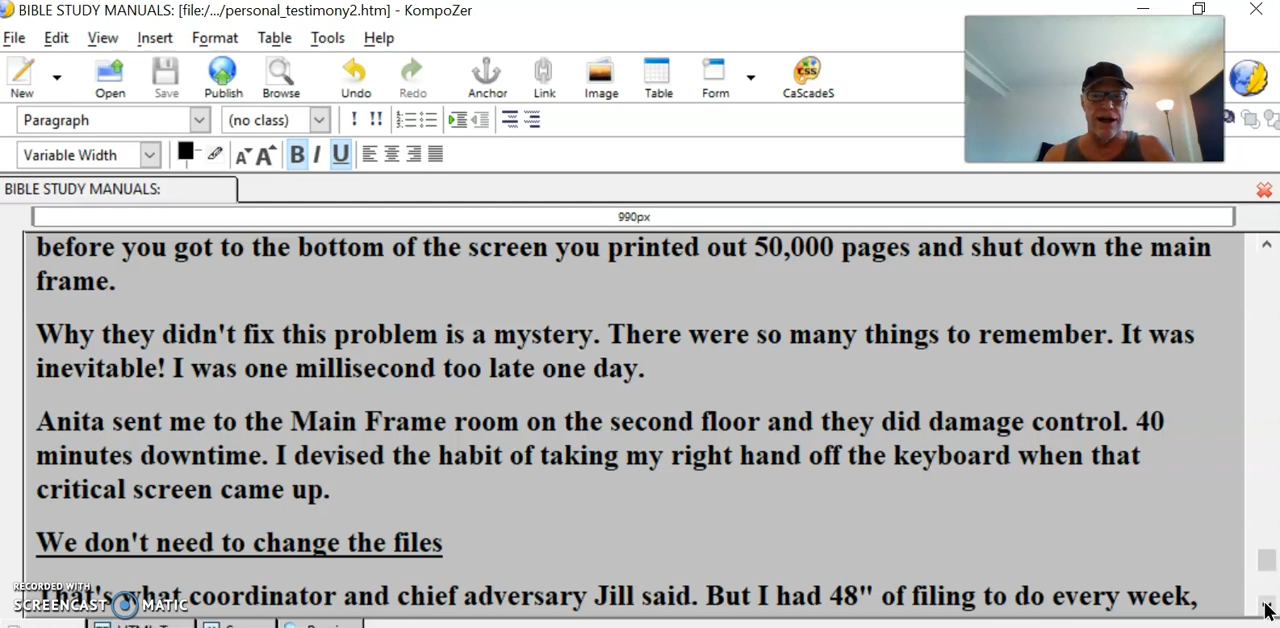 BIBLE STUDY MANUALS: [file:/.../personal_testimony2.htm] - KompoZer
File Edit View Insert Format Table Tools Help
New Open Save Publish Browse Undo Redo Anchor Link Image Table Form CaScadeS
Paragraph (no class) ! !!
Variable Width A A B I U
BIBLE STUDY MANUALS:
990px
before you got to the bottom of the screen you printed out 50,000 pages and shut down the main
frame.
Why they didn't fix this problem is a mystery. There were so many things to remember. It was
inevitable! I was one millisecond too late one day.
Anita sent me to the Main Frame room on the second floor and they did damage control. 40
minutes downtime. I devised the habit of taking my right hand off the keyboard when that
critical screen came up.
We don't need to change the files
That's what coordinator and chief adversary Jill said. But I had 48" of filing to do every week,
RECORDED WITH
SCREENCAST MATIC